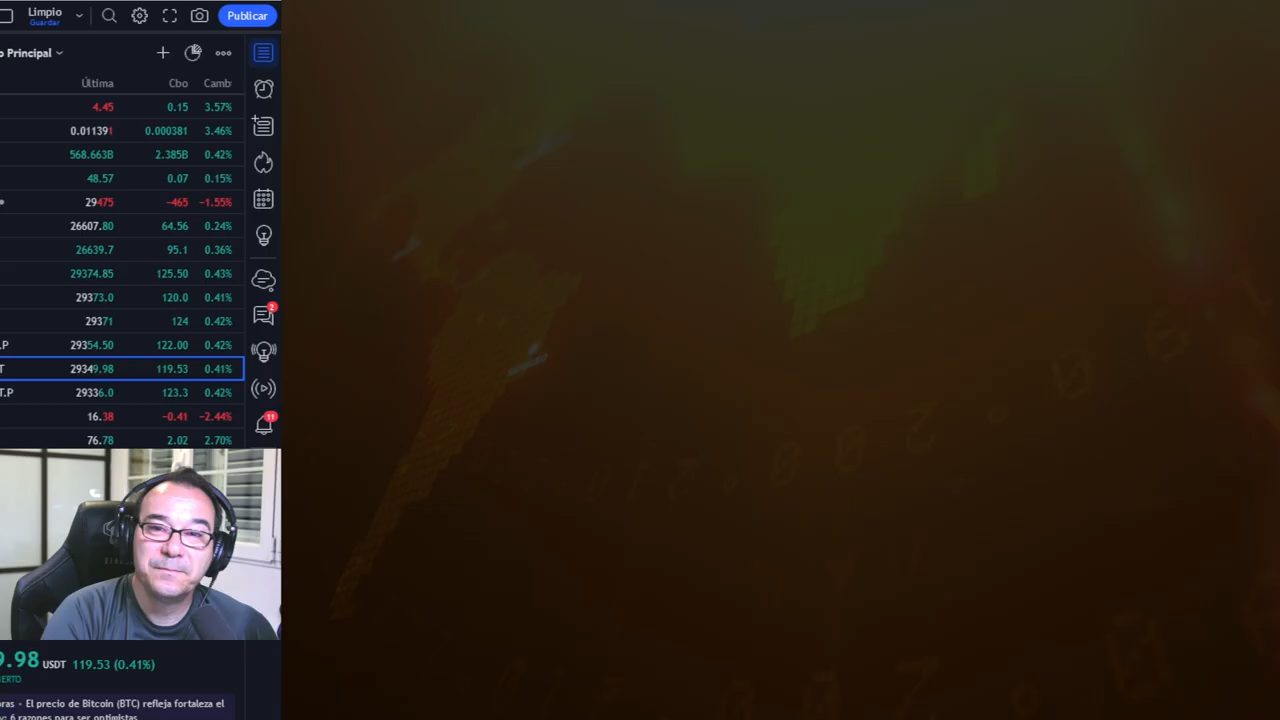 Limpio
Guardar
Publicar
o Principal
Última Cbo Camb
4.45 0.15 3.57%
0.011391 0.000381 3.46%
568.663B 2.385B 0.42%
48.57 0.07 0.15%
29475 −465 −1.55%
26607.80 64.56 0.24%
26639.7 95.1 0.36%
29374.85 125.50 0.43%
29373.0 120.0 0.41%
2
29371 124 0.42%
.P 29354.50 122.00 0.42%
T 29349.98 119.53 0.41%
T.P 29336.0 123.3 0.42%
16.38 −0.41 −2.44%
11
76.78 2.02 2.70%
9.98 USDT 119.53 (0.41%)
IERTO
oras • El precio de Bitcoin (BTC) refleja fortaleza el
y: 6 razones para ser optimistas